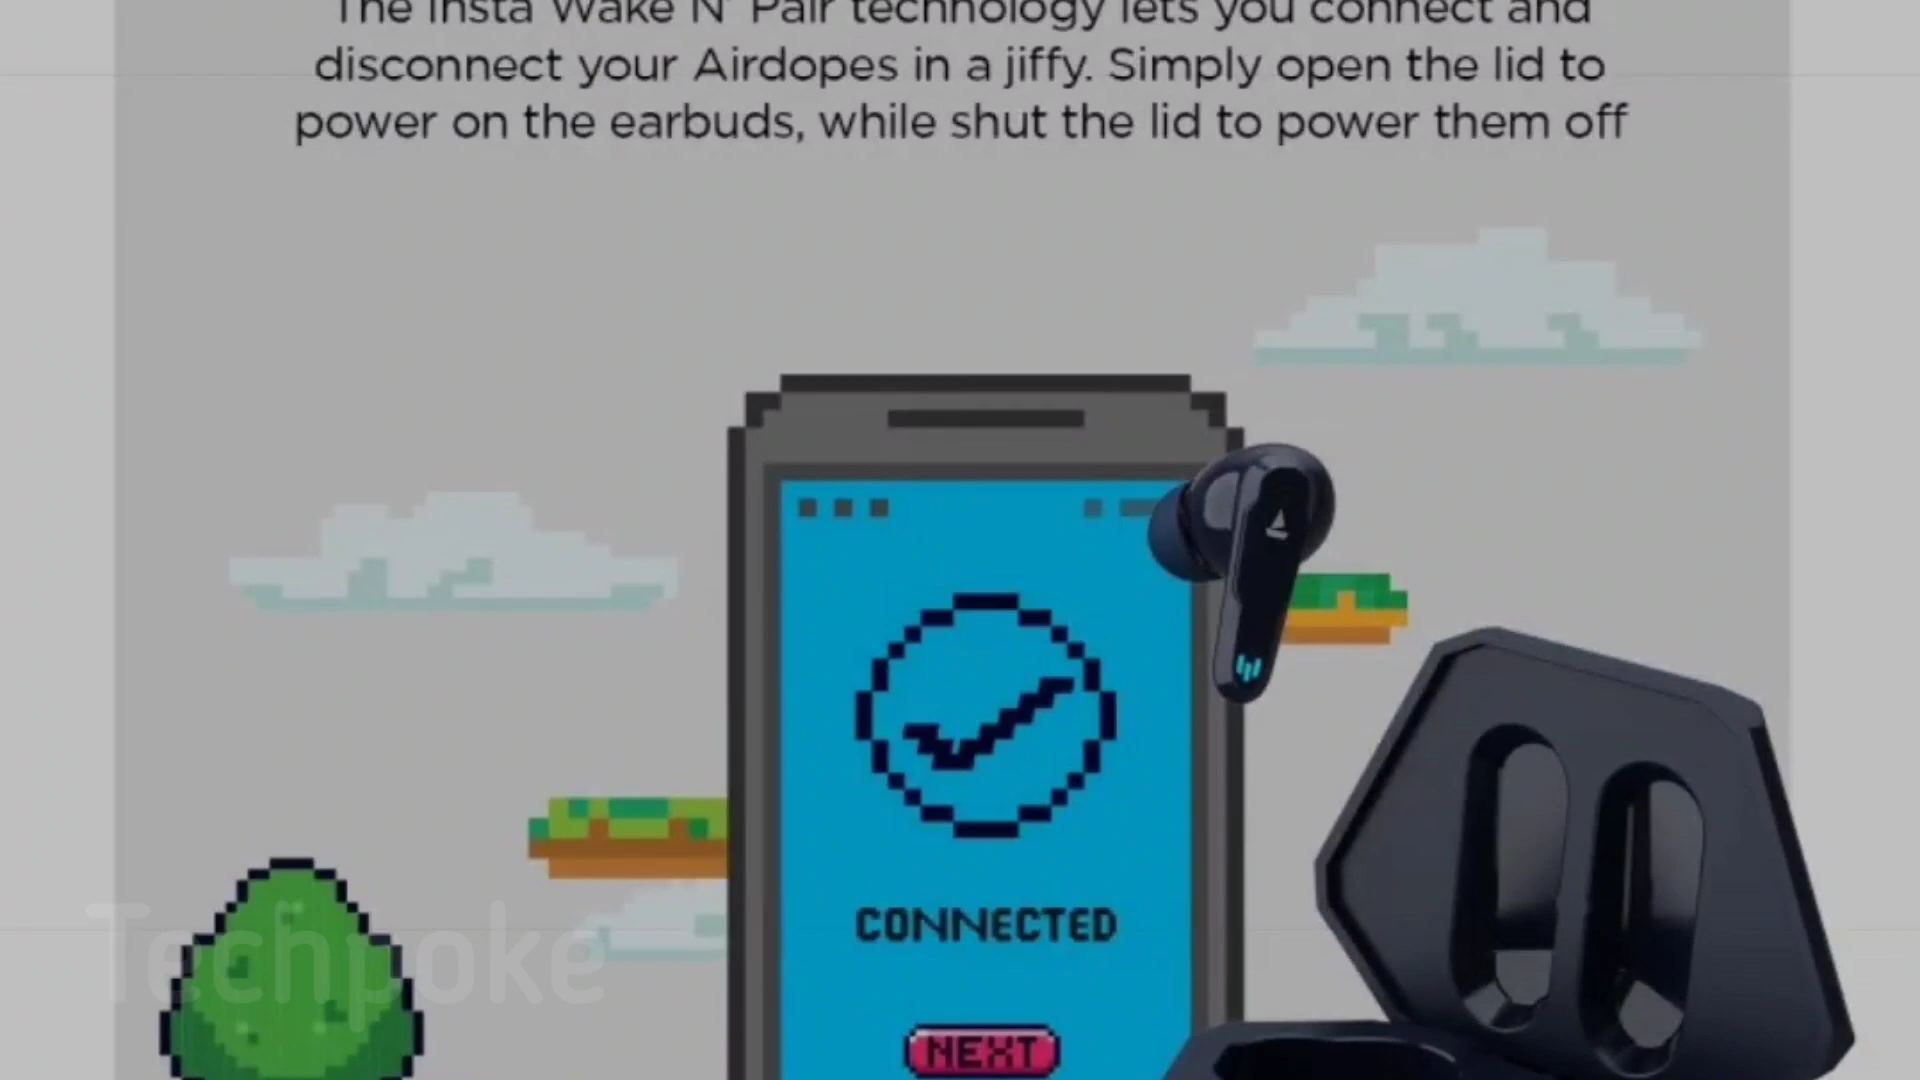 The Insta Wake N' Pair technology lets you connect and
disconnect your Airdopes in a jiffy. Simply open the lid to
power on the earbuds, while shut the lid to power them off
CONNECTED
Techpoke
NEXT